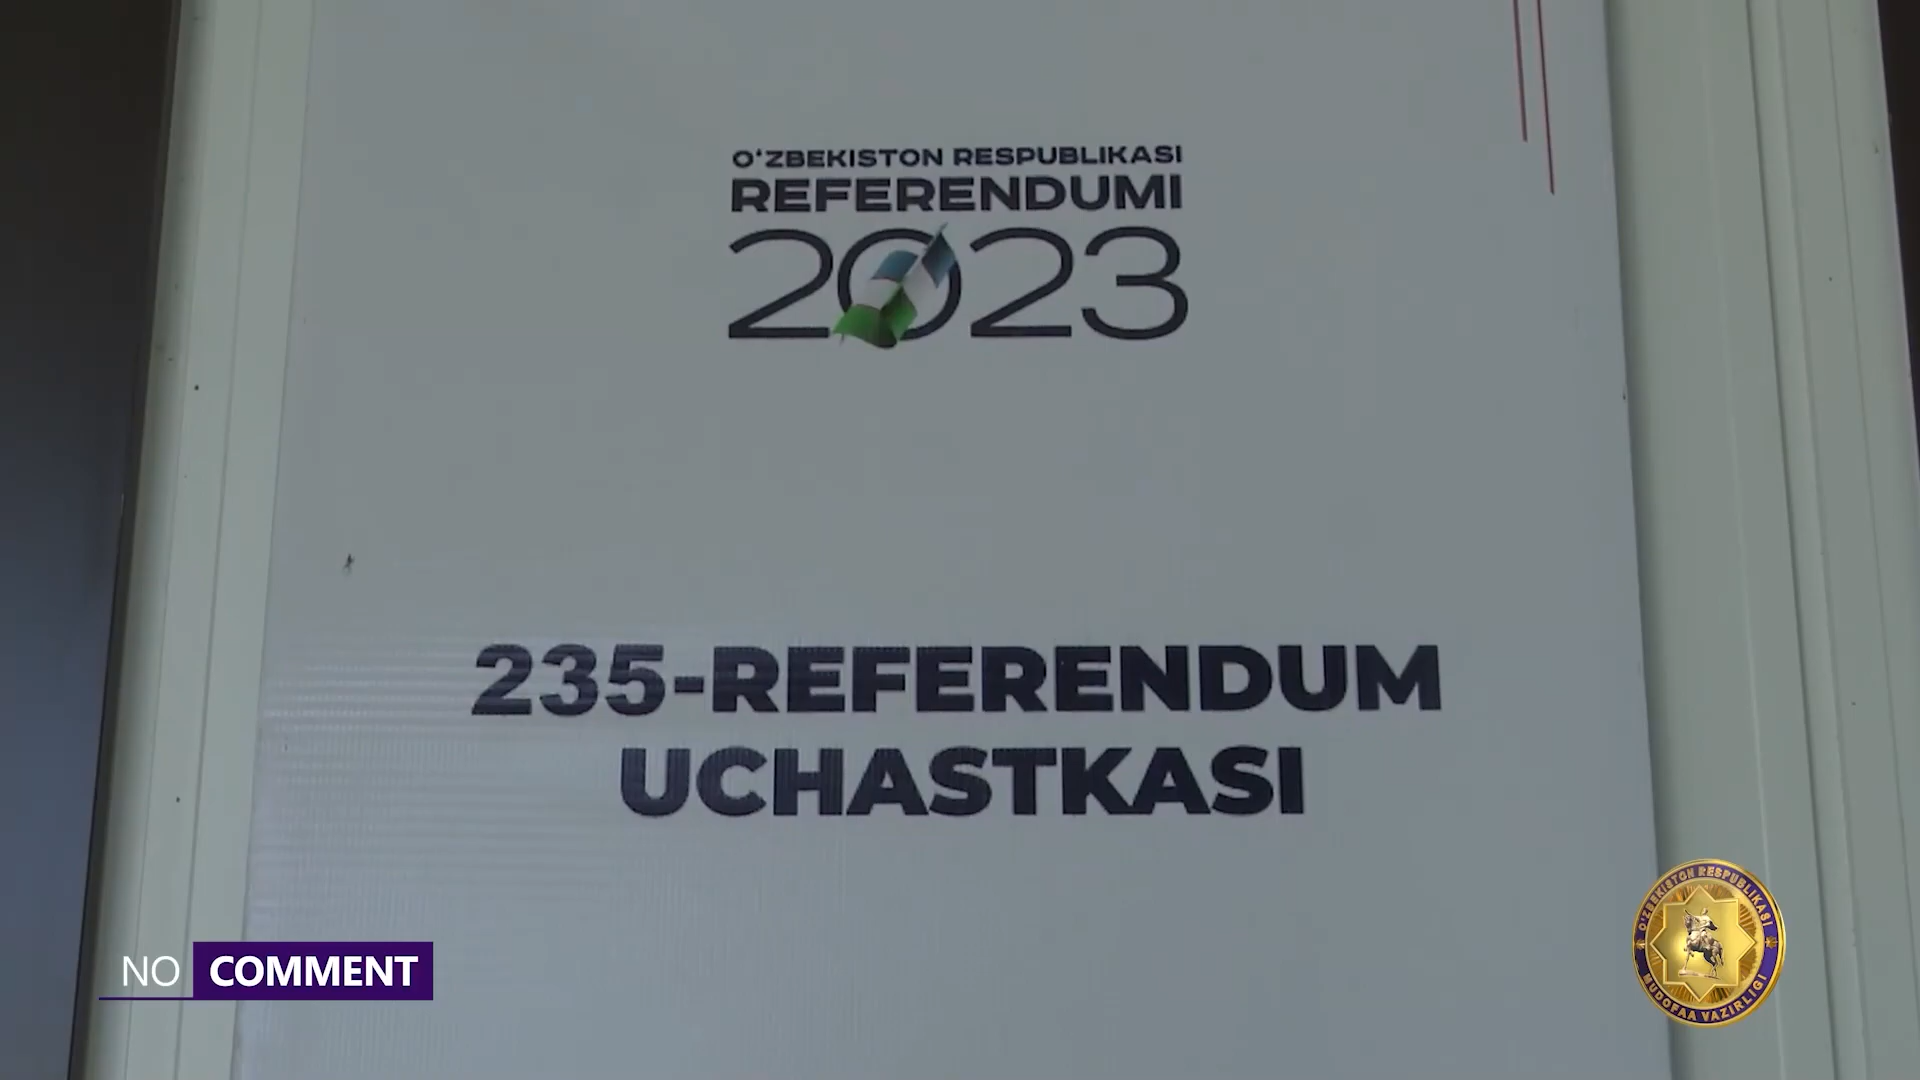 O‘ZBEKISTON RESPUBLIKASI
REFERENDUMI
2023
235-REFERENDUM
UCHASTKASI
NO COMMENT
O‘ZBEKISTON RESPUBLIKASI
MUDOFAA VAZIRLIGI